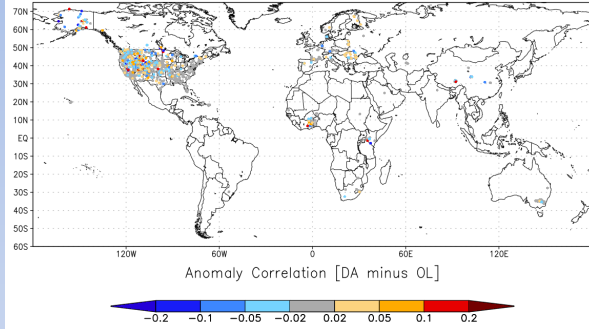 70N
60N
50N
40N
30N
20N
10N
EQ
10S
20S
30S
40S
50S
60S
120W 60W 0 60E 120E
Anomaly Correlation [DA minus OL]
-0.2 -0.1 -0.05 -0.02 0.02 0.05 0.1 0.2